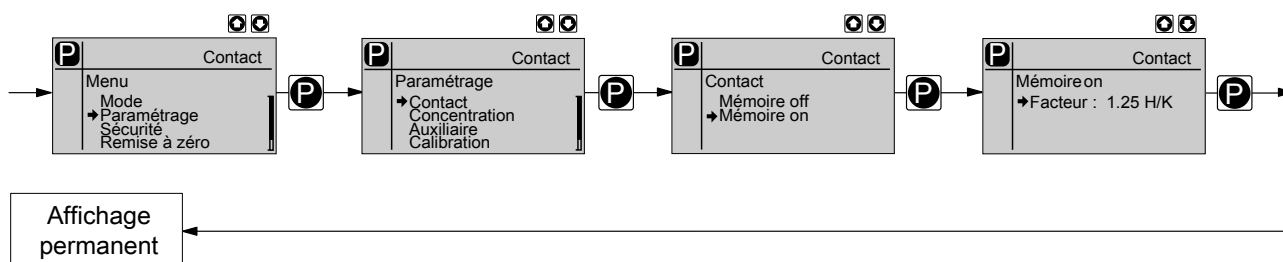 P Contact
Menu
Mode
Paramétrage
Sécurité
Remise à zéro
P
P Contact
Paramétrage
Contact
Concentration
Auxiliaire
Calibration
P
P Contact
Contact
Mémoire off
Mémoire on
P
P Contact
Mémoire on
Facteur : 1.25 H/K
P
Affichage
permanent